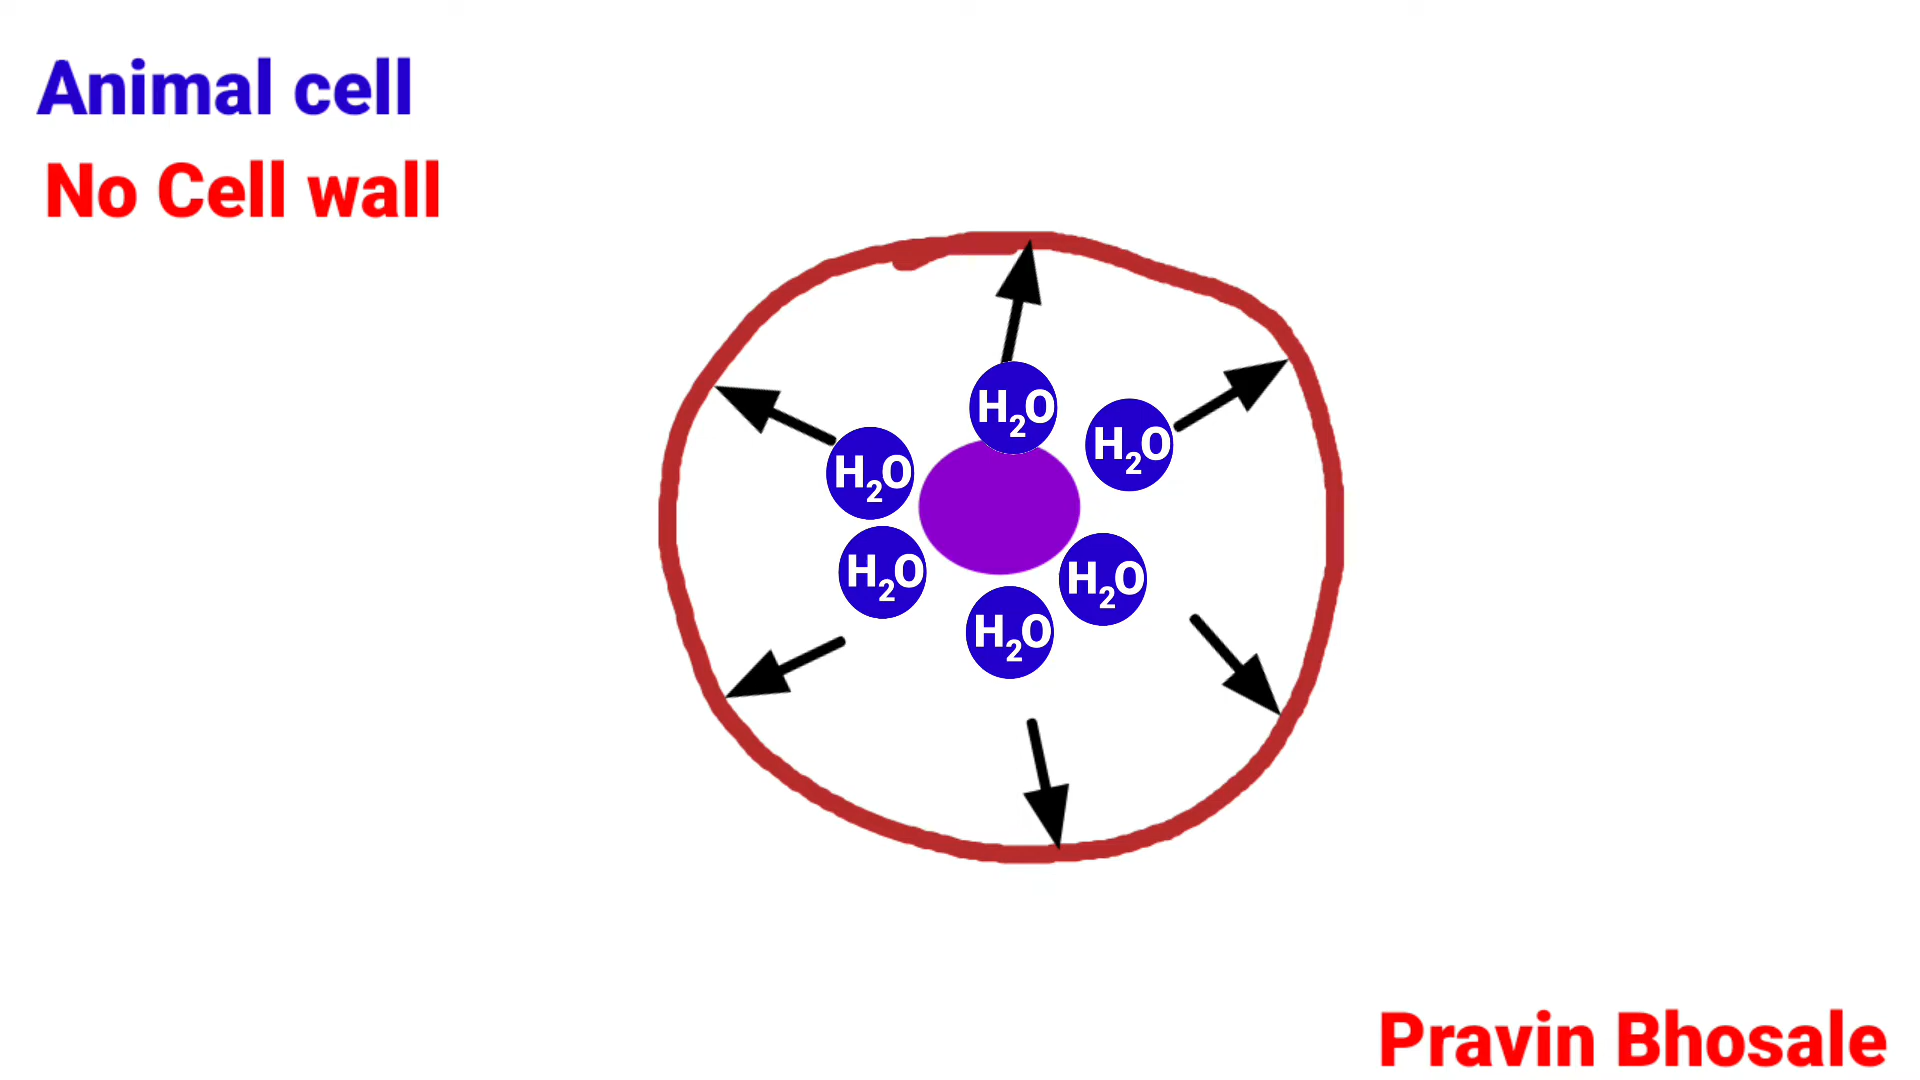 Animal cell
No Cell wall
H₂O
H₂O
H₂O
H₂O
H₂O
H₂O
Pravin Bhosale